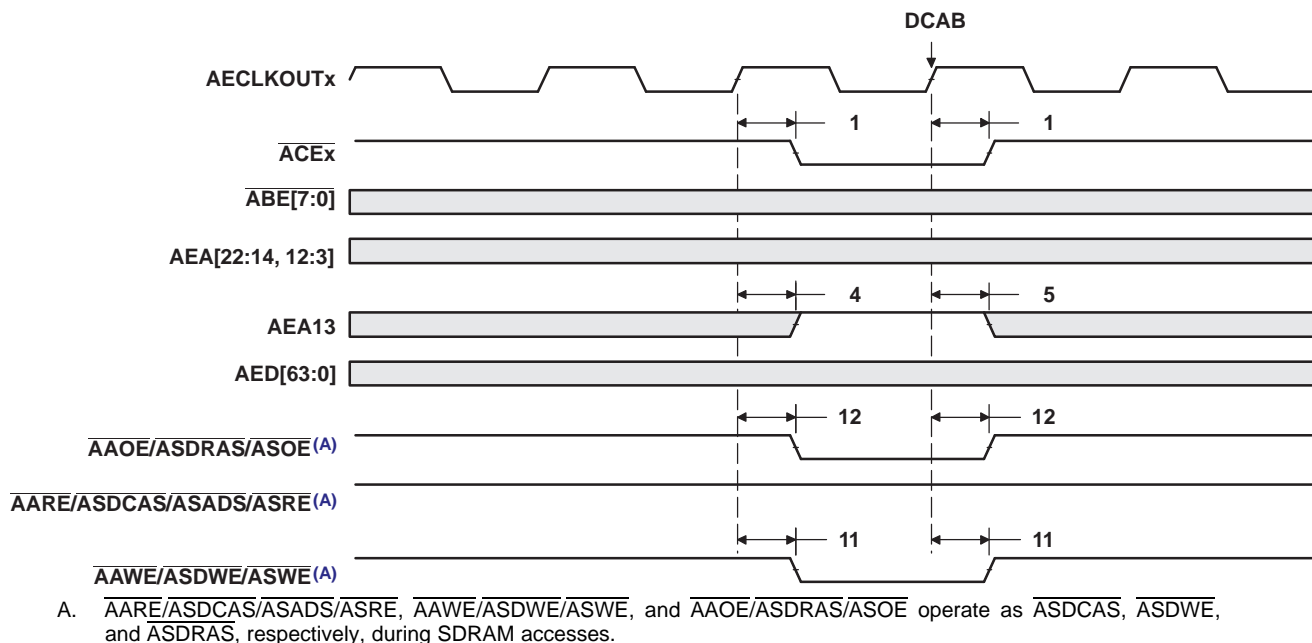 DCAB
AECLKOUTx
1 1
ACEx
ABE[7:0]
AEA[22:14, 12:3]
4 5
AEA13
AED[63:0]
12 12
AAOE/ASDRAS/ASOE(A)
AARE/ASDCAS/ASADS/ASRE(A)
11 11
AAWE/ASDWE/ASWE(A)
A. AARE/ASDCAS/ASADS/ASRE, AAWE/ASDWE/ASWE, and AAOE/ASDRAS/ASOE operate as ASDCAS, ASDWE,
and ASDRAS, respectively, during SDRAM accesses.